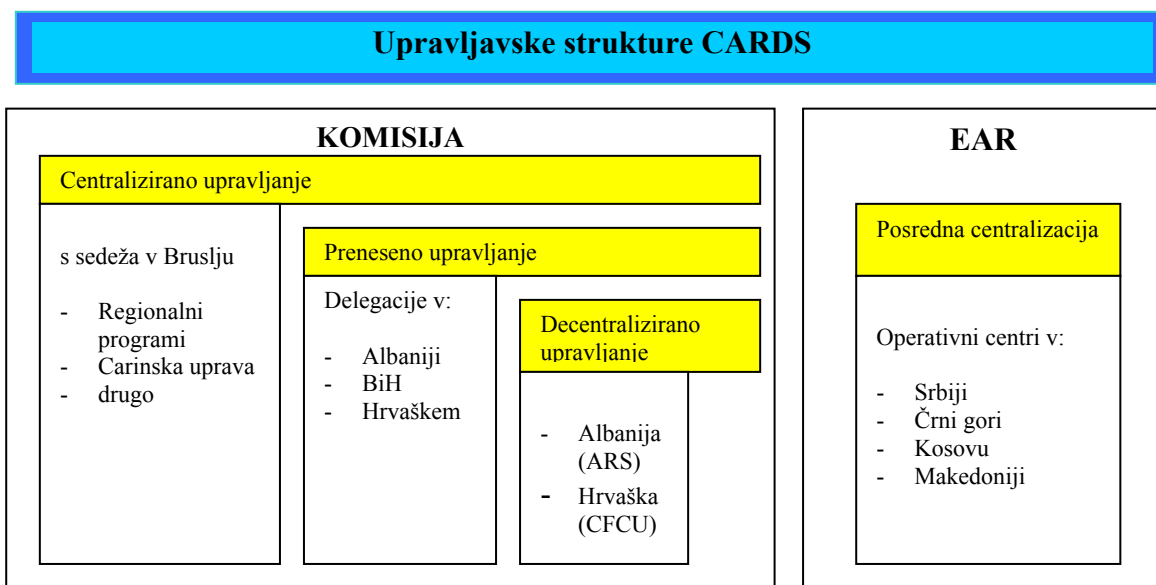 Upravljavske strukture CARDS
KOMISIJA
Centralizirano upravljanje
s sedeža v Bruslju
- Regionalni
programi
- Carinska uprava
- drugo
Preneseno upravljanje
Delegacije v:
- Albaniji
- BiH
- Hrvaškem
Decentralizirano
upravljanje
- Albanija
(ARS)
- Hrvaška
(CFCU)
EAR
Posredna centralizacija
Operativni centri v:
- Srbiji
- Črni gori
- Kosovu
- Makedoniji